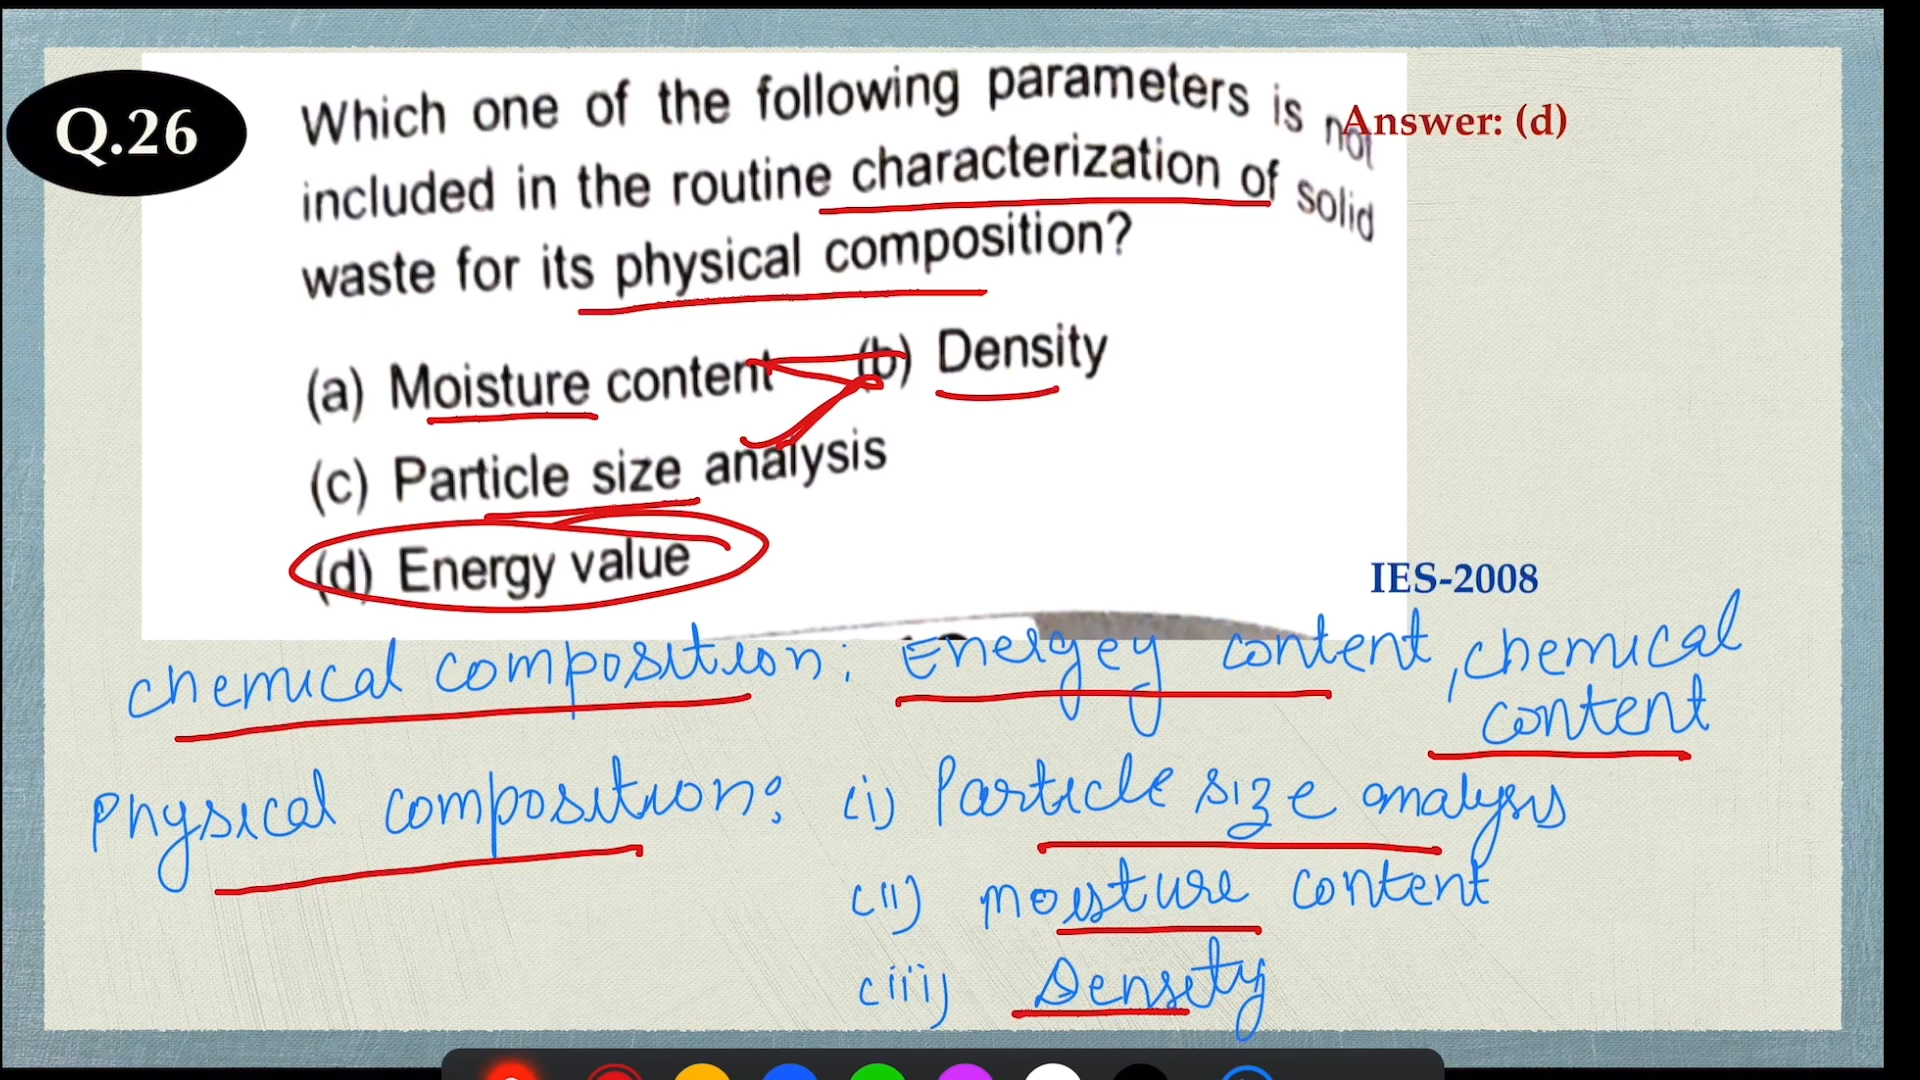 Q.26
Which one of the following parameters is not
Answer: (d)
included in the routine characterization of solid
waste for its physical composition?
(a) Moisture content (b) Density
(c) Particle size analysis
(d) Energy value
IES-2008
Chemical composition: Energey content, chemical
content
Physical composition: (i) Particle size analysis
(ii) moisture content
(iii) Density